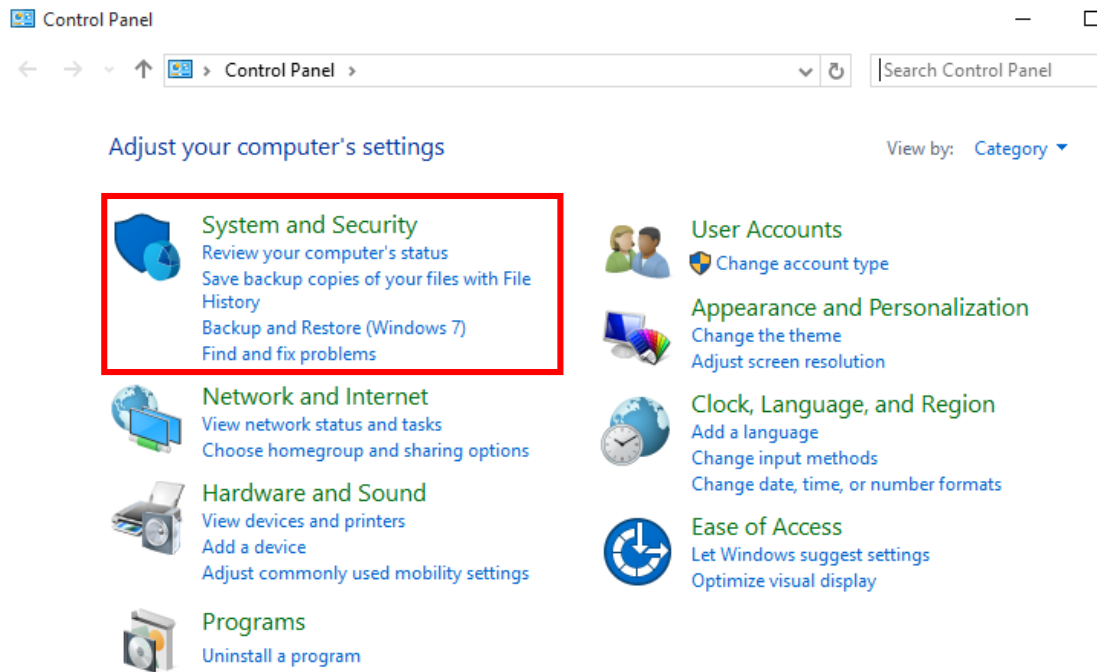 Control Panel
Control Panel
Search Control Panel
Adjust your computer's settings
View by: Category
System and Security
Review your computer's status
Save backup copies of your files with File
History
Backup and Restore (Windows 7)
Find and fix problems
Network and Internet
View network status and tasks
Choose homegroup and sharing options
Hardware and Sound
View devices and printers
Add a device
Adjust commonly used mobility settings
Programs
Uninstall a program
User Accounts
Change account type
Appearance and Personalization
Change the theme
Adjust screen resolution
Clock, Language, and Region
Add a language
Change input methods
Change date, time, or number formats
Ease of Access
Let Windows suggest settings
Optimize visual display